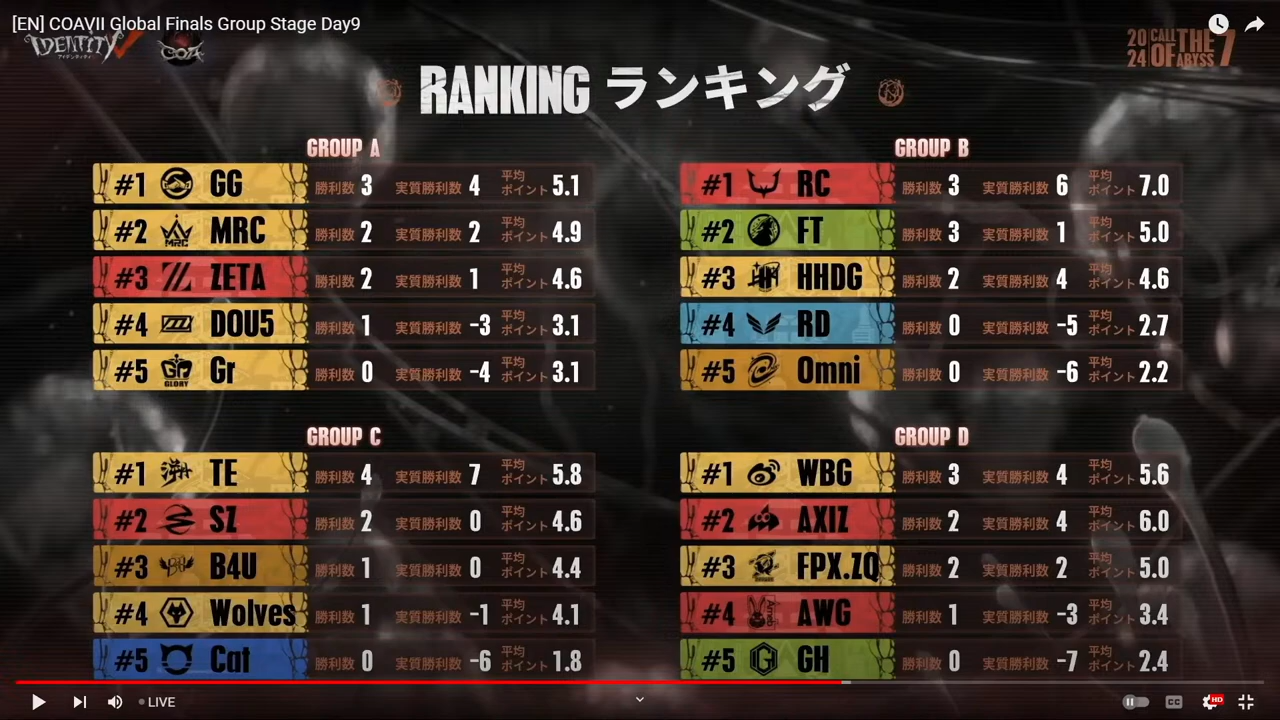 [EN] COAVII Global Finals Group Stage Day9
IDENTITY V
アイデンティティV
COA
2024 CALL OF THE ABYSS 7
RANKING ランキング
GROUP A
#1 GG 勝利数 3 実質勝利数 4 平均ポイント 5.1
#2 MRC MRC 勝利数 2 実質勝利数 2 平均ポイント 4.9
#3 ZETA 勝利数 2 実質勝利数 1 平均ポイント 4.6
#4 DOU5 勝利数 1 実質勝利数 -3 平均ポイント 3.1
#5 GR GLORY Gr 勝利数 0 実質勝利数 -4 平均ポイント 3.1
GROUP B
#1 RC 勝利数 3 実質勝利数 6 平均ポイント 7.0
#2 FT 勝利数 3 実質勝利数 1 平均ポイント 5.0
#3 HHDG 勝利数 2 実質勝利数 4 平均ポイント 4.6
#4 RD 勝利数 0 実質勝利数 -5 平均ポイント 2.7
#5 Omni 勝利数 0 実質勝利数 -6 平均ポイント 2.2
GROUP C
#1 TE 勝利数 4 実質勝利数 7 平均ポイント 5.8
#2 SZ 勝利数 2 実質勝利数 0 平均ポイント 4.6
#3 B4U 勝利数 1 実質勝利数 0 平均ポイント 4.4
#4 Wolves 勝利数 1 実質勝利数 -1 平均ポイント 4.1
#5 Cat 勝利数 0 実質勝利数 -6 平均ポイント 1.8
GROUP D
#1 WBG 勝利数 3 実質勝利数 4 平均ポイント 5.6
#2 AXIZ 勝利数 2 実質勝利数 4 平均ポイント 6.0
#3 FPX.ZQ 勝利数 2 実質勝利数 2 平均ポイント 5.0
#4 AWG 勝利数 1 実質勝利数 -3 平均ポイント 3.4
#5 GH 勝利数 0 実質勝利数 -7 平均ポイント 2.4
LIVE
CC
HD